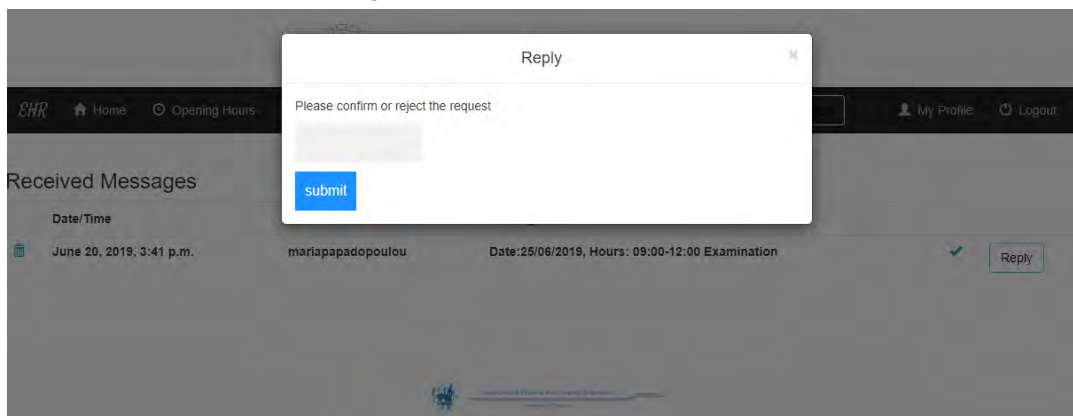 Reply ×
EHR Home Opening Hours My Profile Logout
Please confirm or reject the request
submit
Received Messages
Date/Time
June 20, 2019, 3:41 p.m. mariapapadopoulou Date:25/06/2019, Hours: 09:00-12:00 Examination Reply